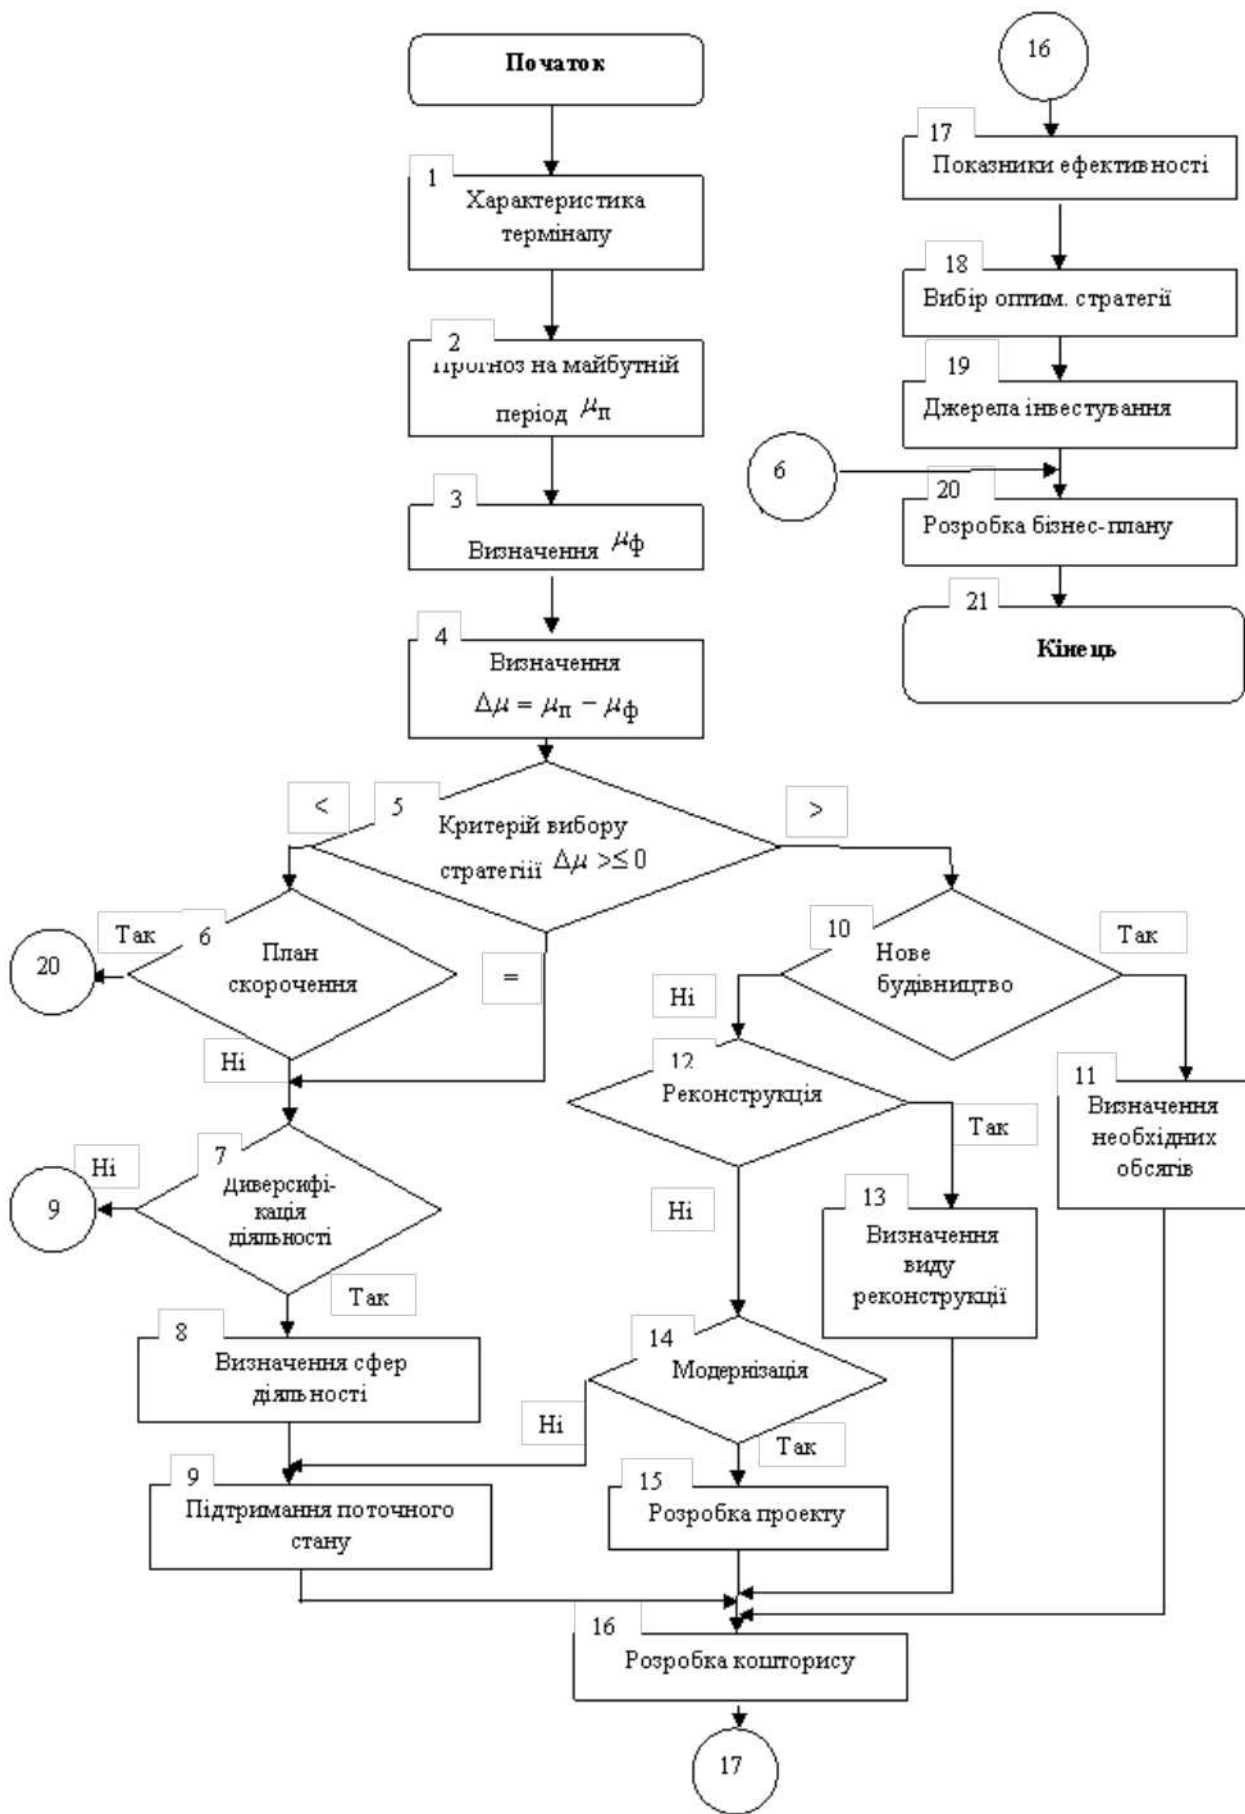 Початок
1
Характеристика
терміналу
2
Прогноз на майбутній
період μп
3
Визначення μф
4
Визначення
Δμ = μп − μф
<
5
>
Критерій вибору
стратегіії Δμ >≤ 0
Так
6
План
скорочення
20
=
Ні
10
Нове
будівництво
Так
Ні
12
Реконструкція
Так
11
Визначення
необхідних
обсягів
Ні
7
Диверсифі-
кація
діяльності
9
Так
Ні
13
Визначення
виду
реконструкції
8
Визначення сфер
діяльності
14
Модернізація
Ні
Так
9
Підтримання поточного
стану
15
Розробка проекту
16
Розробка кошторису
17
16
17
Показники ефективності
18
Вибір оптим. стратегії
19
Джерела інвестування
6
20
Розробка бізнес-плану
21
Кінець